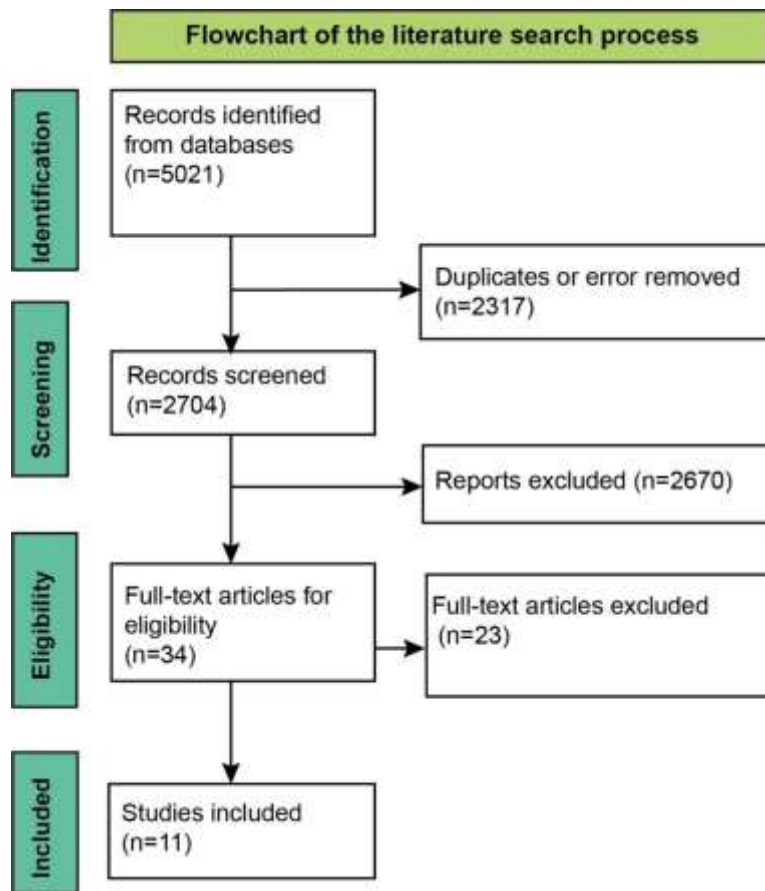 Flowchart of the literature search process
Identification
Records identified
from databases
(n=5021)
Duplicates or error removed
(n=2317)
Screening
Records screened
(n=2704)
Reports excluded (n=2670)
Eligibility
Full-text articles for
eligibility
(n=34)
Full-text articles excluded
(n=23)
Included
Studies included
(n=11)